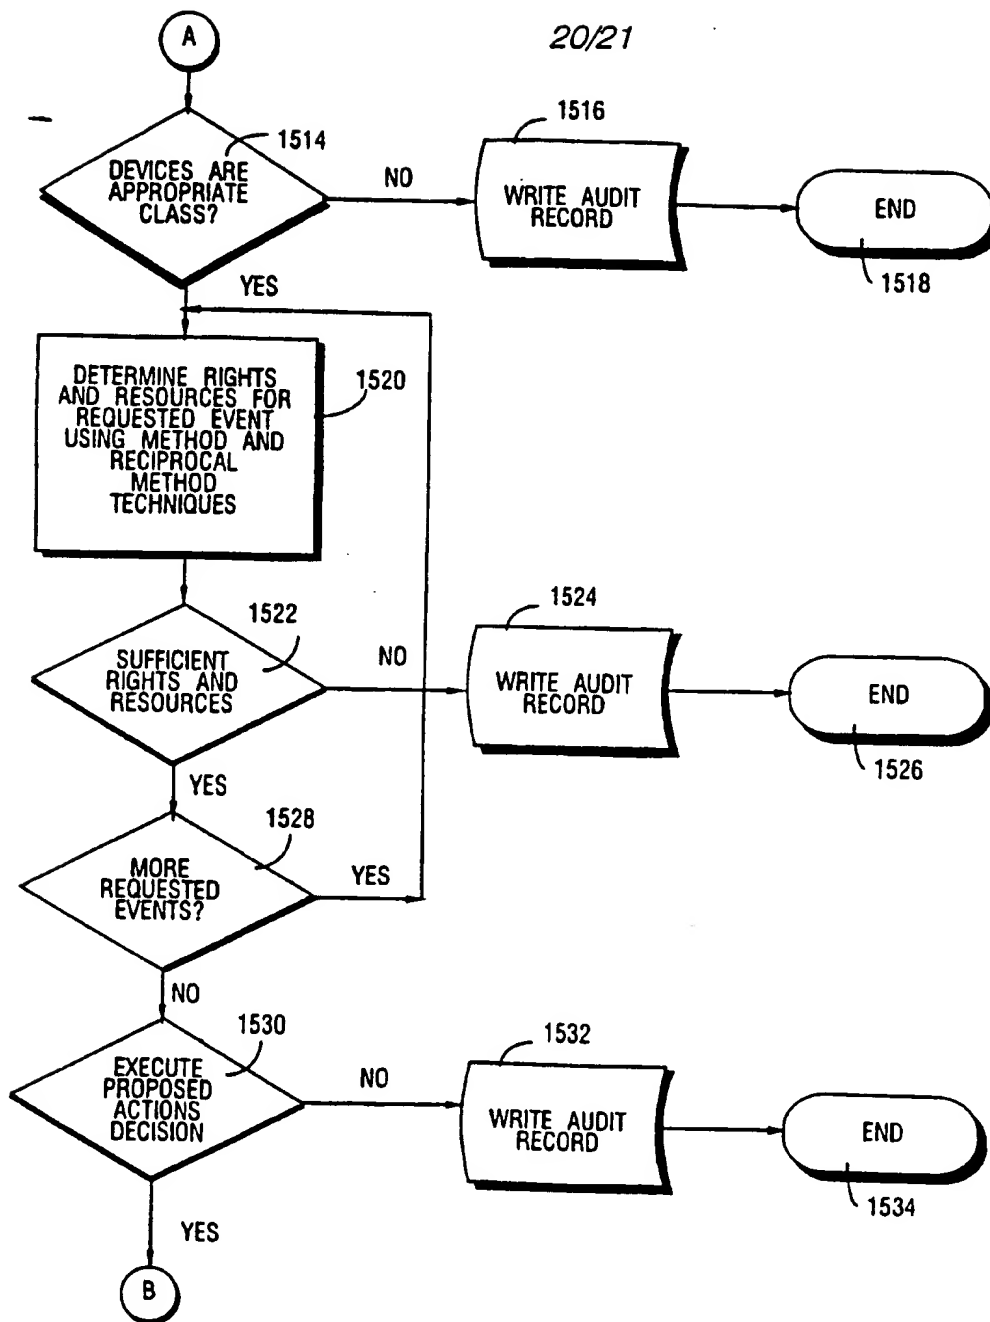 A
20/21
1514
DEVICES ARE
APPROPRIATE
CLASS?
NO
1516
WRITE AUDIT
RECORD
END
1518
YES
DETERMINE RIGHTS
AND RESOURCES FOR
REQUESTED EVENT
USING METHOD AND
RECIPROCAL
METHOD
TECHNIQUES
1520
1522
SUFFICIENT
RIGHTS AND
RESOURCES
NO
1524
WRITE AUDIT
RECORD
END
1526
YES
1528
MORE
REQUESTED
EVENTS?
YES
NO
1530
EXECUTE
PROPOSED
ACTIONS
DECISION
NO
1532
WRITE AUDIT
RECORD
END
1534
YES
B